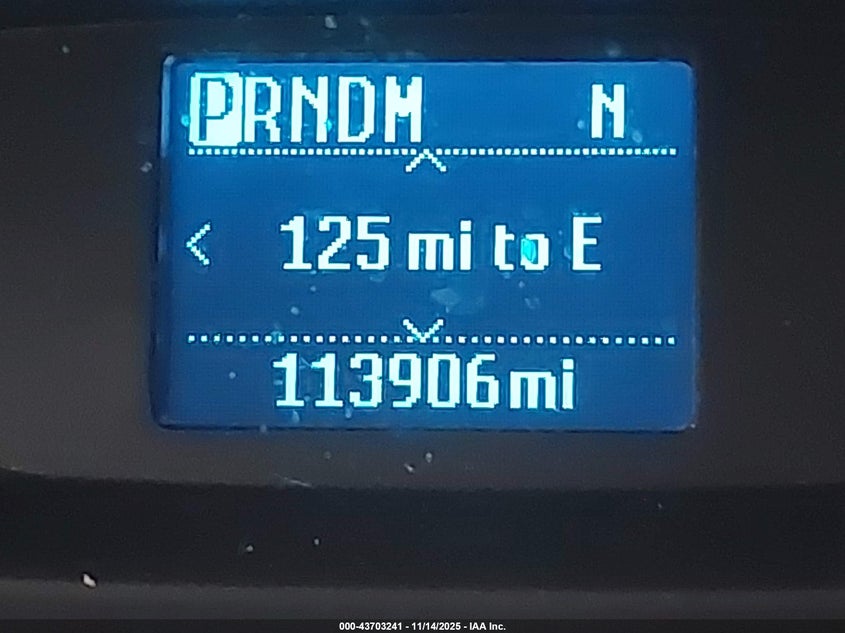 PRNDM N
125 mi to E
113906 mi
000-43703241 - 11/14/2025 - IAA Inc.